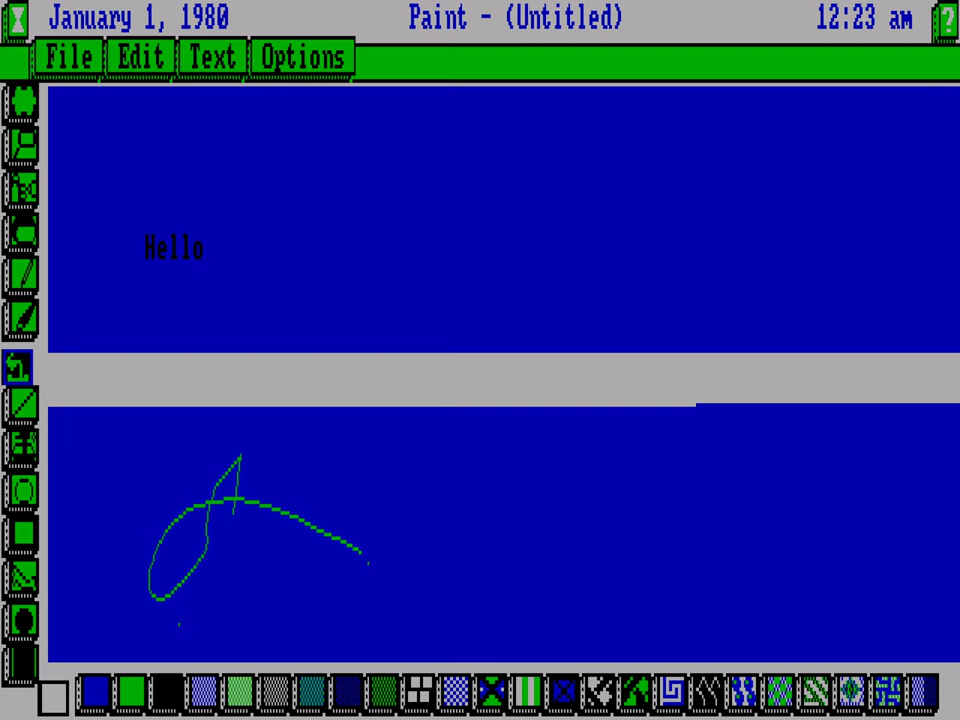 January 1, 1980 Paint - (Untitled) 12:23 am ?
File Edit Text Options
Hello